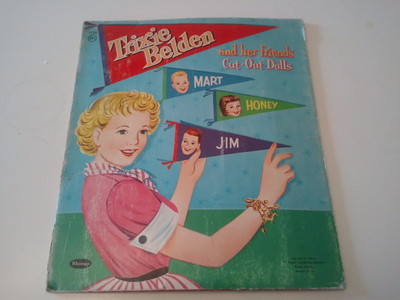 Trixie
Belden
and Her Friends
Cut-Out Dolls
MART
HONEY
JIM
Whitman